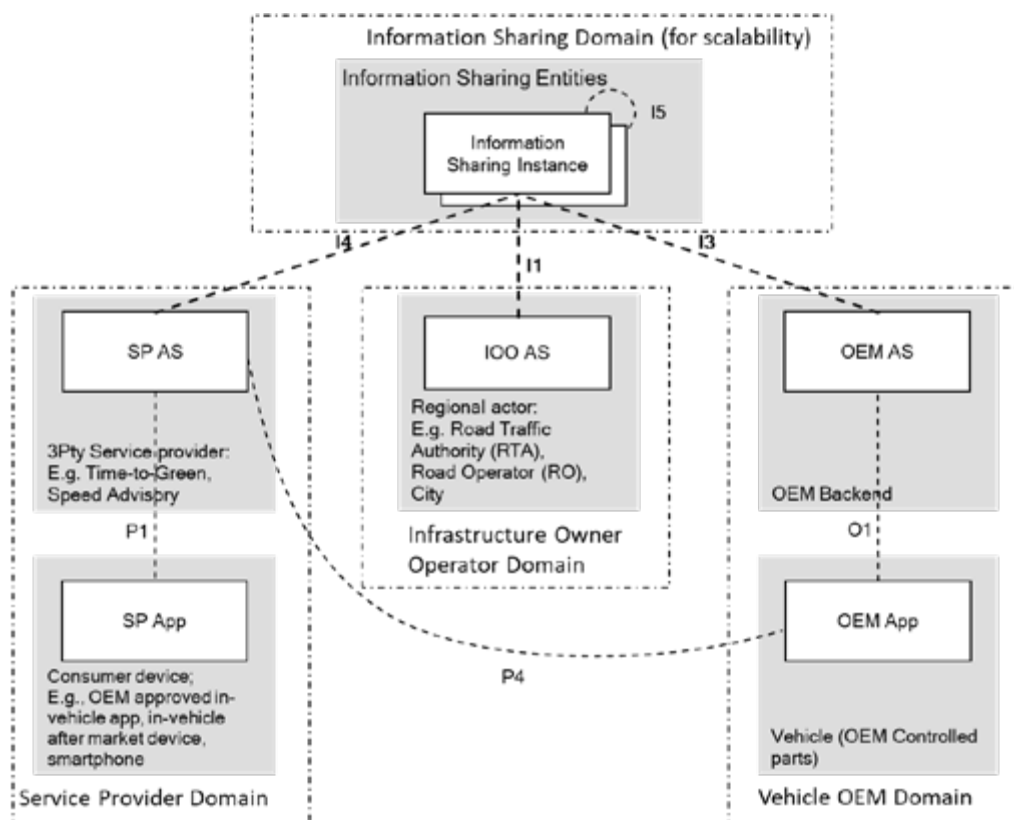 Information Sharing Domain (for scalability)
Information Sharing Entities
I5
Information
Sharing Instance
I4
I3
I1
SP AS
IOO AS
OEM AS
3Pty Service provider:
E.g. Time-to-Green,
Speed Advisory
Regional actor:
E.g. Road Traffic
Authority (RTA),
Road Operator (RO),
City
OEM Backend
P1
Infrastructure Owner
Operator Domain
O1
SP App
OEM App
P4
Consumer device;
E.g., OEM approved in-
vehicle app, in-vehicle
after market device,
smartphone
Vehicle (OEM Controlled
parts)
Service Provider Domain
Vehicle OEM Domain